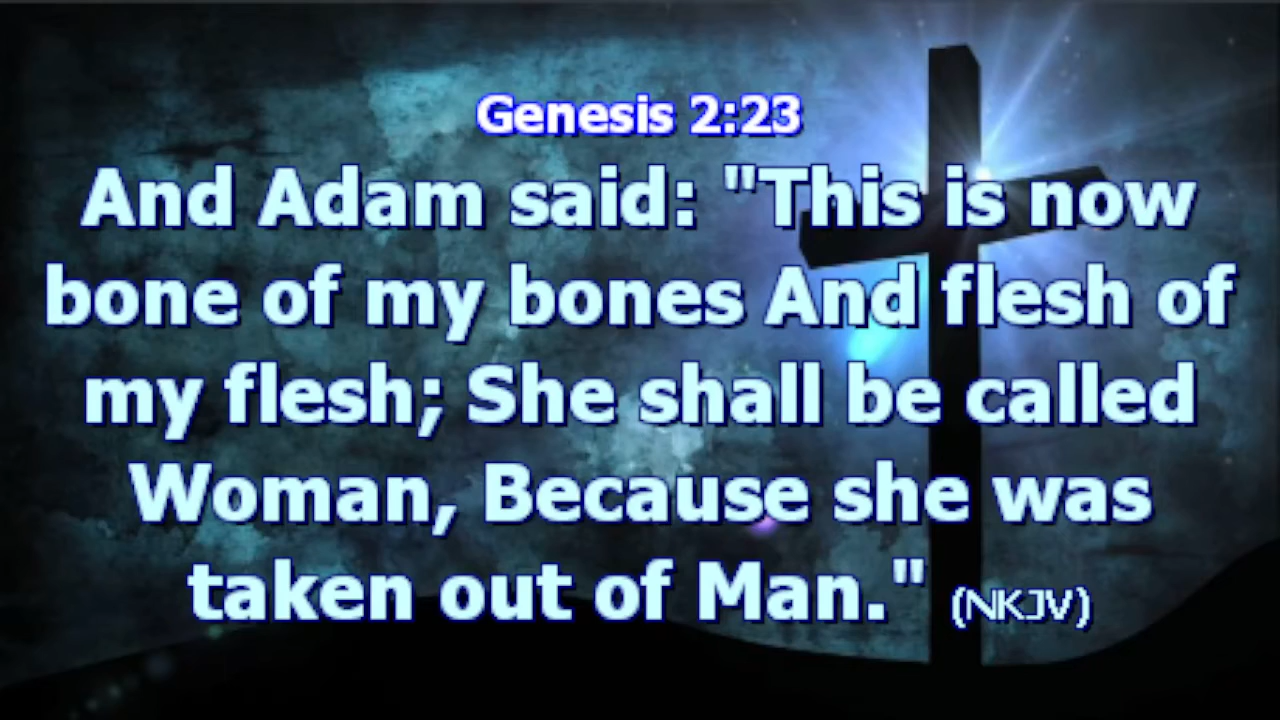 Genesis 2:23
And Adam said: "This is now
bone of my bones And flesh of
my flesh; She shall be called
Woman, Because she was
taken out of Man." (NKJV)